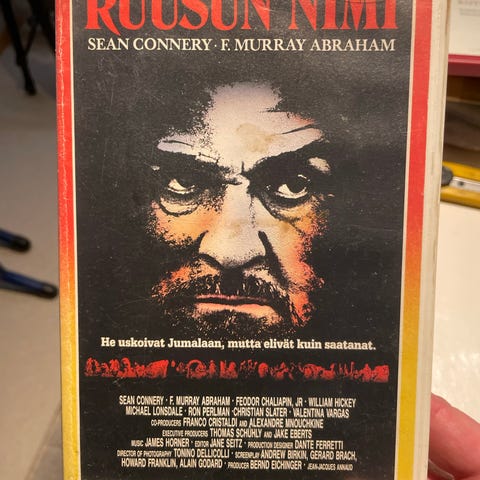 RUUSUN NIMI
SEAN CONNERY · F. MURRAY ABRAHAM
He uskoivat Jumalaan, mutta elivät kuin saatanat.
SEAN CONNERY · F. MURRAY ABRAHAM · FEODOR CHALIAPIN, JR · WILLIAM HICKEY
MICHAEL LONSDALE · RON PERLMAN · CHRISTIAN SLATER · VALENTINA VARGAS
CO-PRODUCERS FRANCO CRISTALDI AND ALEXANDRE MNOUCHKINE
EXECUTIVE PRODUCERS THOMAS SCHUHLY AND JAKE EBERTS
MUSIC JAMES HORNER · EDITOR JANE SEITZ · PRODUCTION DESIGNER DANTE FERRETTI
DIRECTOR OF PHOTOGRAPHY TONINO DELLICOLLI · SCREENPLAY ANDREW BIRKIN, GERARD BRACH,
HOWARD FRANKLIN, ALAIN GODARD · PRODUCER BERND EICHINGER · JEAN-JACQUES ANNAUD